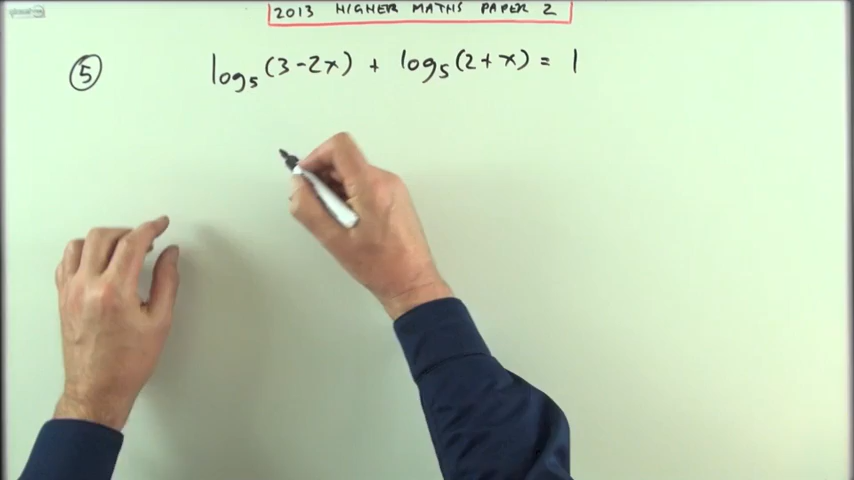 2013 HIGHER MATHS PAPER 2
5 log₅(3-2x) + log₅(2+x) = 1